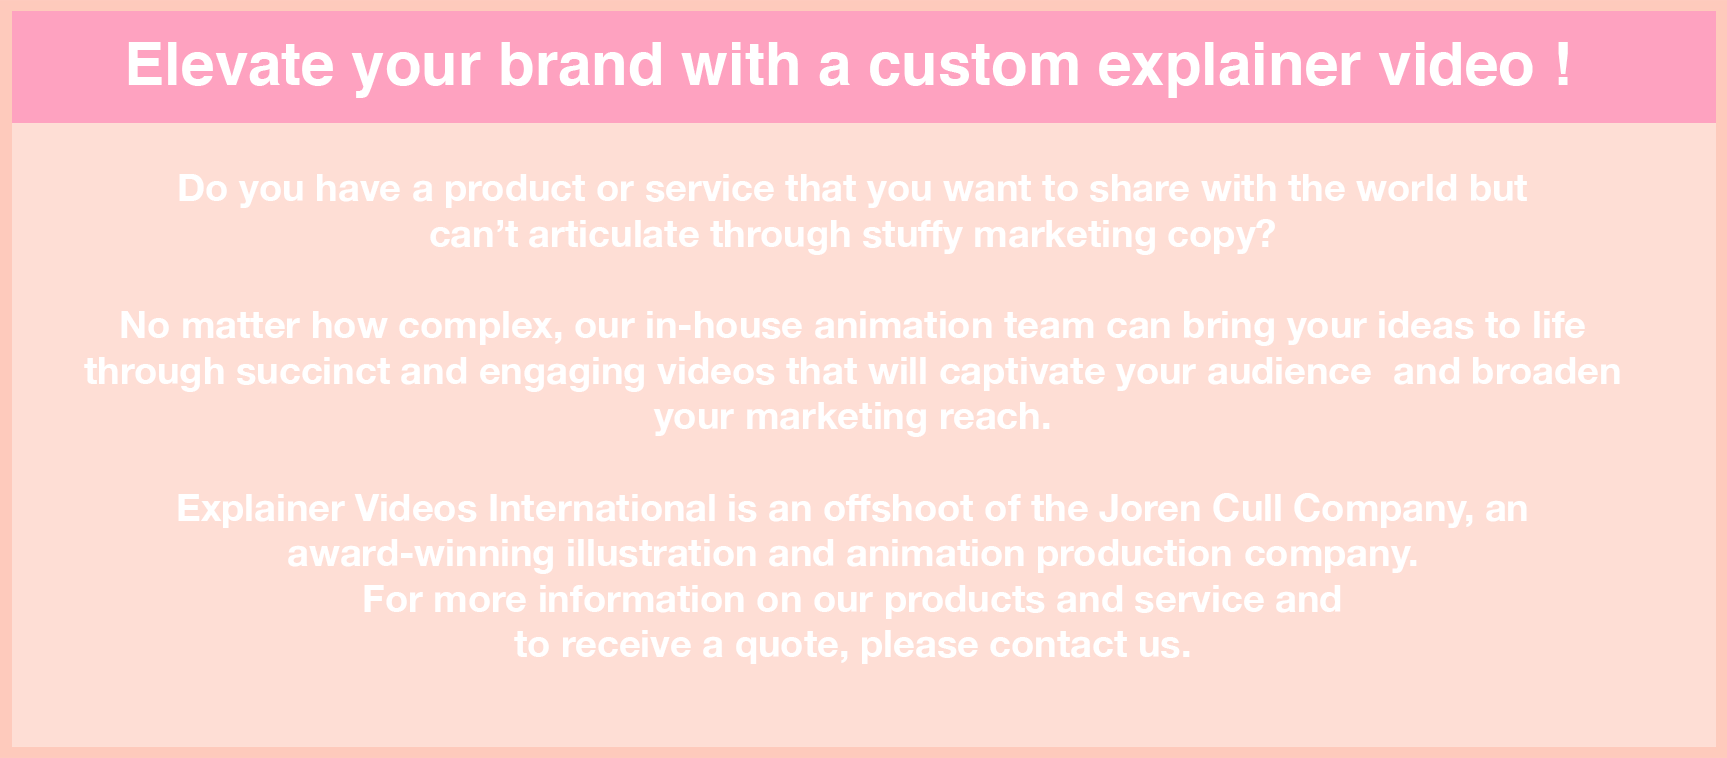 Elevate your brand with a custom explainer video !
Do you have a product or service that you want to share with the world but
can’t articulate through stuffy marketing copy?
No matter how complex, our in-house animation team can bring your ideas to life
through succinct and engaging videos that will captivate your audience  and broaden
your marketing reach.
Explainer Videos International is an offshoot of the Joren Cull Company, an
award-winning illustration and animation production company.
For more information on our products and service and
to receive a quote, please contact us.